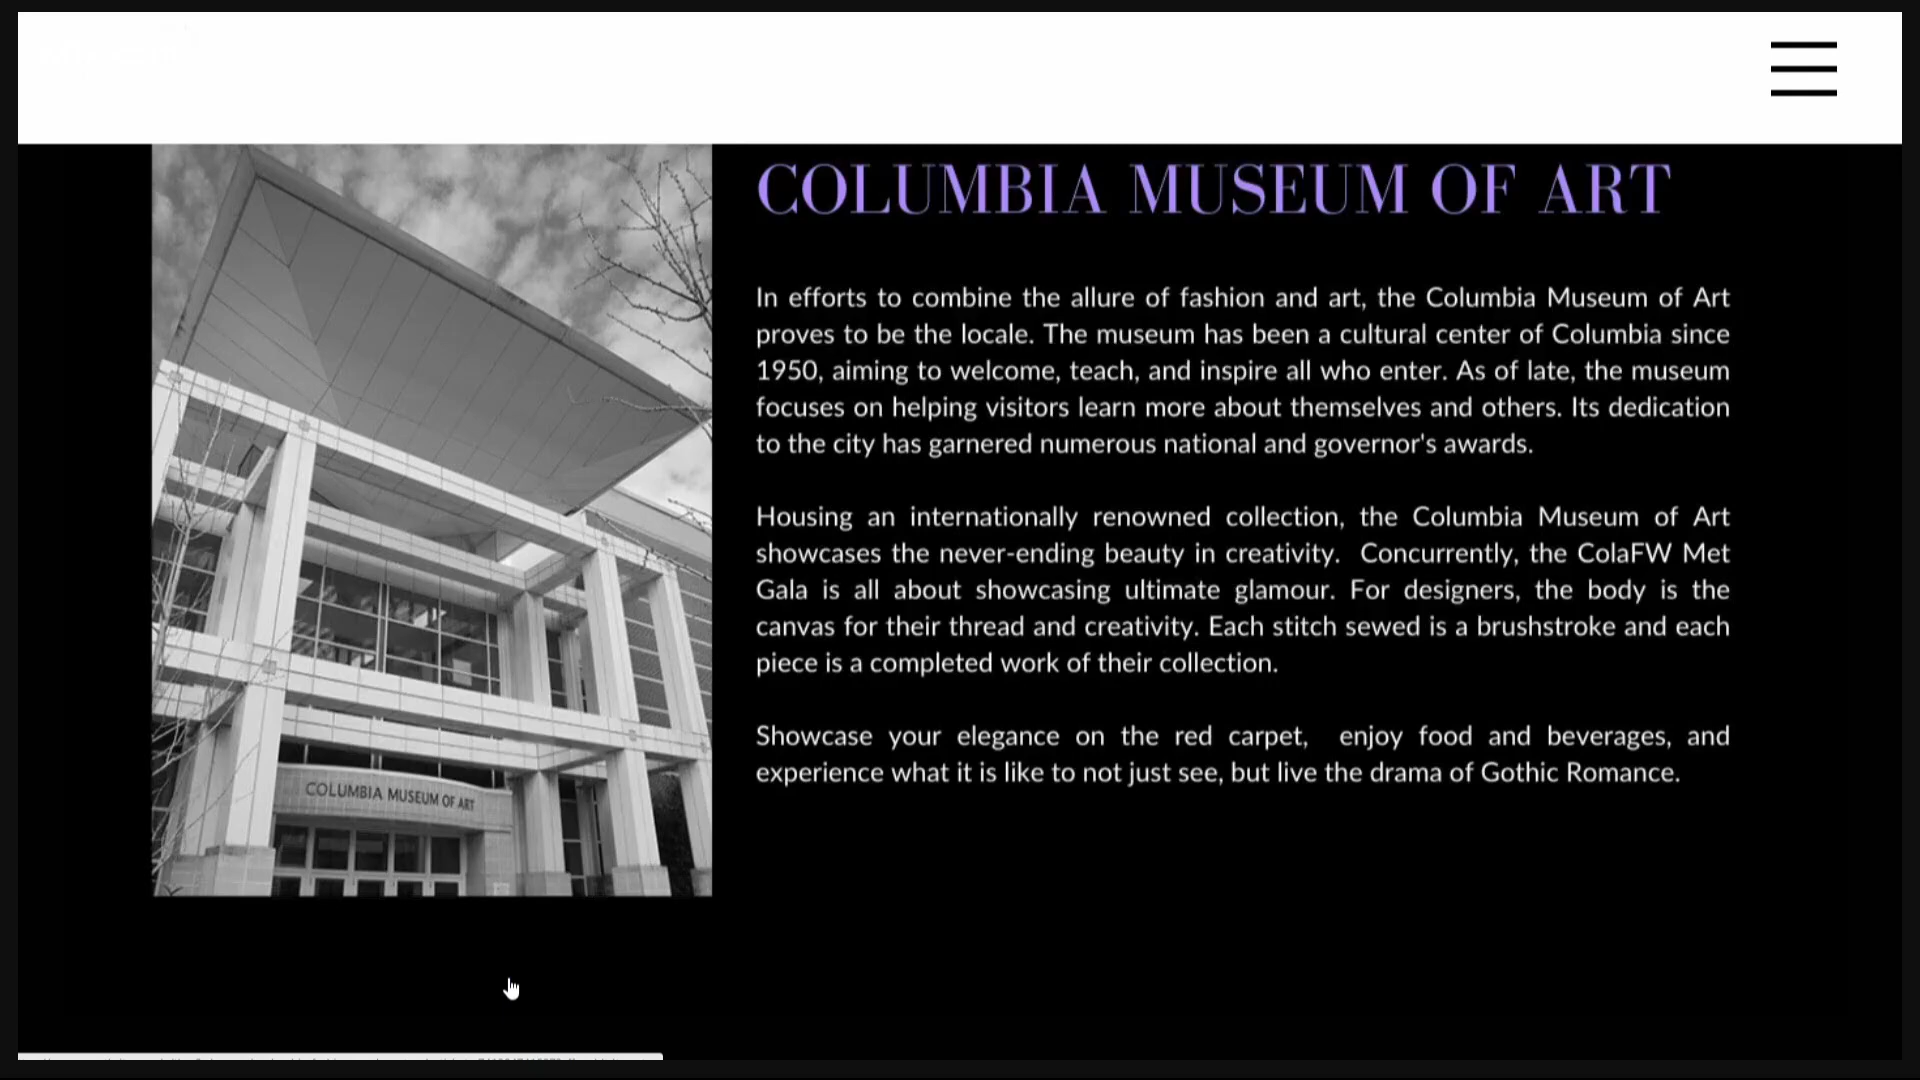 COLUMBIA MUSEUM OF ART
In efforts to combine the allure of fashion and art, the Columbia Museum of Art
proves to be the locale. The museum has been a cultural center of Columbia since
1950, aiming to welcome, teach, and inspire all who enter. As of late, the museum
focuses on helping visitors learn more about themselves and others. Its dedication
to the city has garnered numerous national and governor's awards.
Housing an internationally renowned collection, the Columbia Museum of Art
showcases the never-ending beauty in creativity. Concurrently, the ColaFW Met
Gala is all about showcasing ultimate glamour. For designers, the body is the
canvas for their thread and creativity. Each stitch sewed is a brushstroke and each
piece is a completed work of their collection.
Showcase your elegance on the red carpet, enjoy food and beverages, and
experience what it is like to not just see, but live the drama of Gothic Romance.
COLUMBIA MUSEUM OF ART